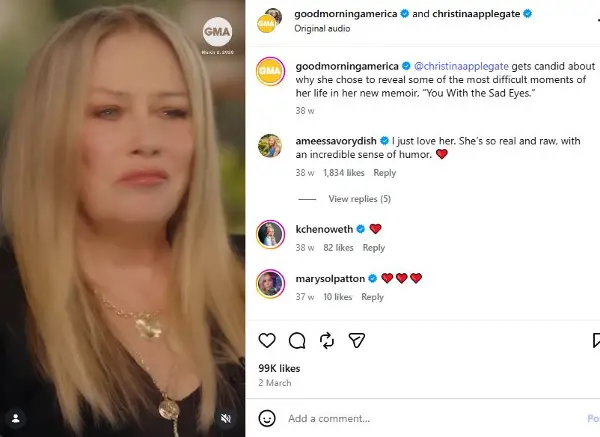 GMA
March 2, 2026
goodmorningamerica and christinaapplegate
Original audio
GMA
goodmorningamerica @christinaapplegate gets candid about
why she chose to reveal some of the most difficult moments of
her life in her new memoir, “You With the Sad Eyes.”
38 w
ameessavorydish I just love her. She’s so real and raw, with
an incredible sense of humor. ❤️
38 w 1,834 likes Reply
View replies (5)
kchenoweth ❤️
38 w 82 likes Reply
marysolpatton ❤️❤️❤️
37 w 10 likes Reply
99K likes
2 March
Add a comment...
Po